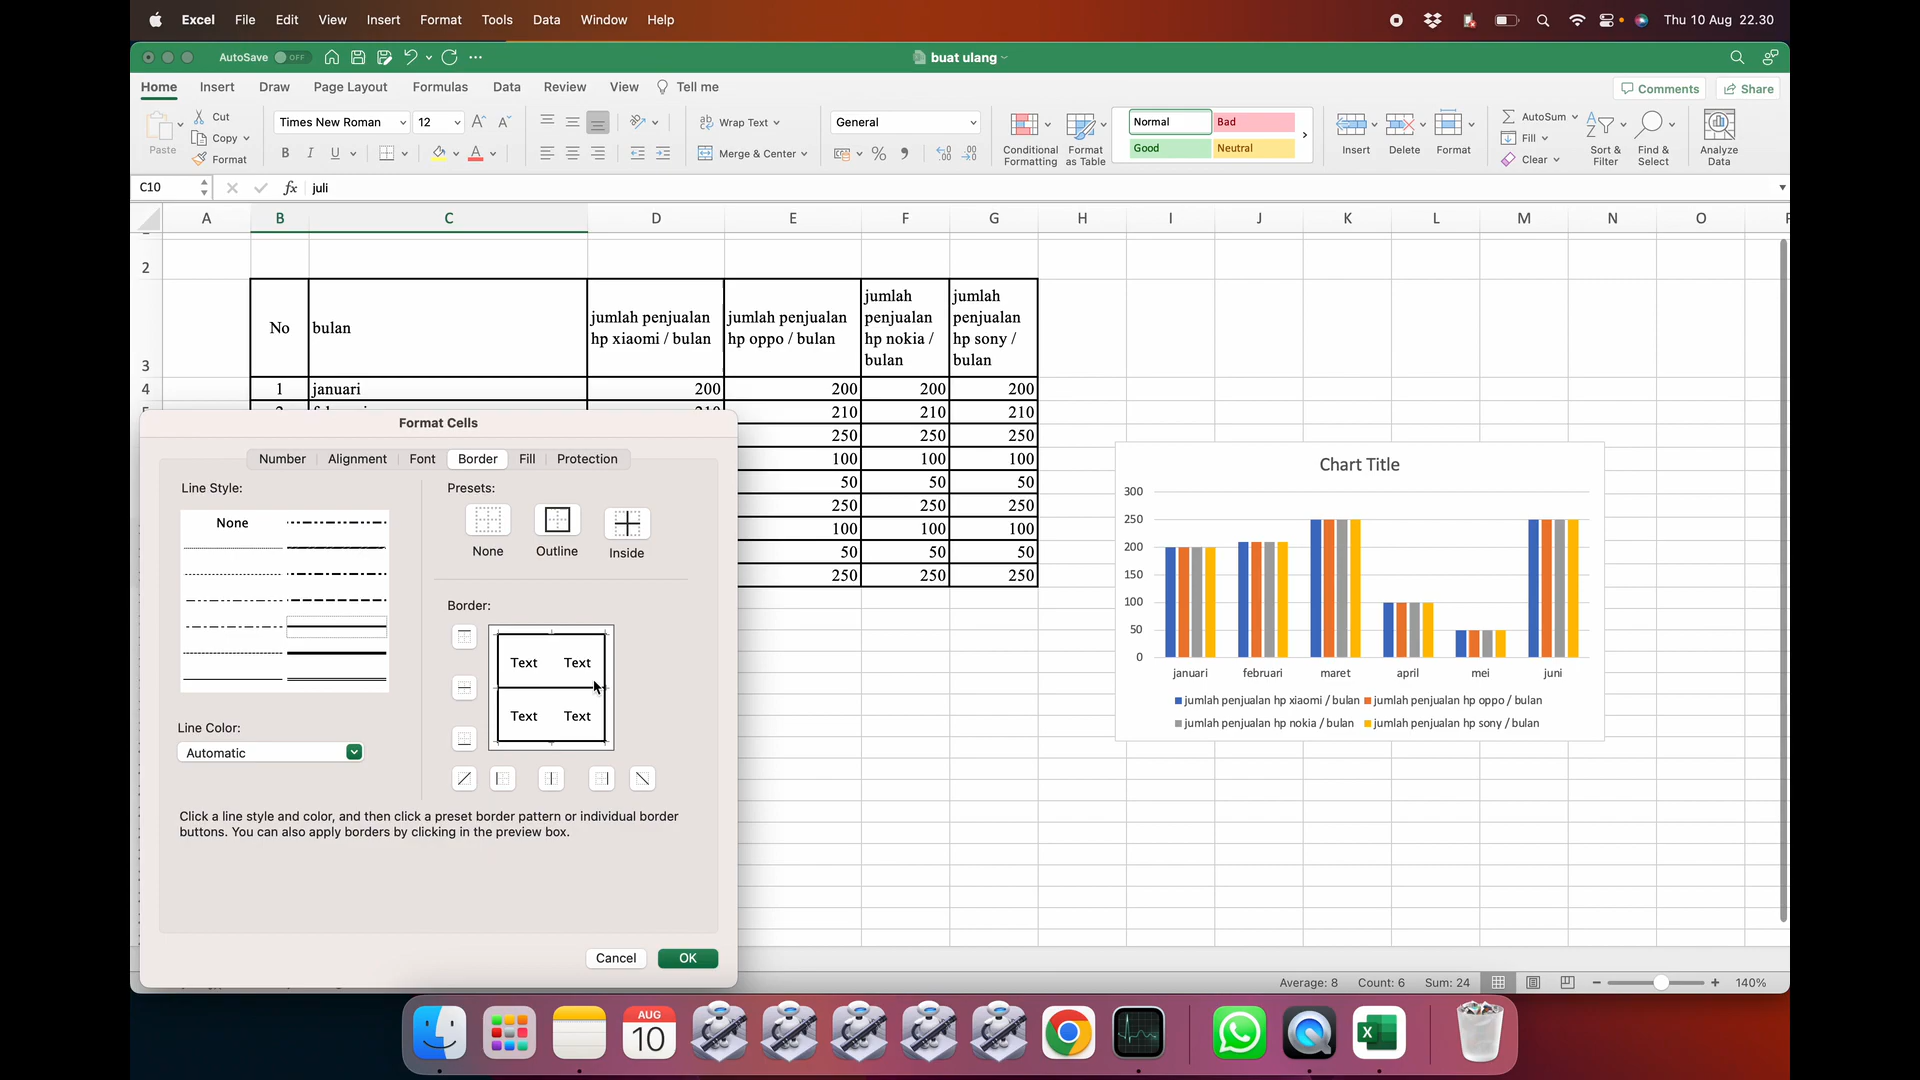 Excel File Edit View Insert Format Tools Data Window Help Thu 10 Aug 22.30
AutoSave OFF buat ulang
Home Insert Draw Page Layout Formulas Data Review View Tell me Comments Share
Paste Cut Copy Format
Times New Roman 12
B I U
Wrap Text
Merge & Center
General
Conditional Formatting
Format as Table
Normal Bad
Good Neutral
Insert Delete Format
AutoSum
Fill
Clear
Sort & Filter
Find & Select
Analyze Data
C10 fx juli
A B C D E F G H I J K L M N O
2
3
4
No bulan
jumlah penjualan
hp xiaomi / bulan
jumlah penjualan
hp oppo / bulan
jumlah
penjualan
hp nokia /
bulan
jumlah
penjualan
hp sony /
bulan
1 januari 200 200 200 200
210 210 210
250 250 250
100 100 100
50 50 50
250 250 250
100 100 100
50 50 50
250 250 250
Format Cells
Number Alignment Font Border Fill Protection
Line Style:
None
Line Color:
Automatic
Presets:
None Outline Inside
Border:
Text Text
Text Text
Click a line style and color, and then click a preset border pattern or individual border
buttons. You can also apply borders by clicking in the preview box.
Cancel OK
Chart Title
300
250
200
150
100
50
0
januari februari maret april mei juni
jumlah penjualan hp xiaomi / bulan jumlah penjualan hp oppo / bulan
jumlah penjualan hp nokia / bulan jumlah penjualan hp sony / bulan
Average: 8 Count: 6 Sum: 24 140%
AUG
10